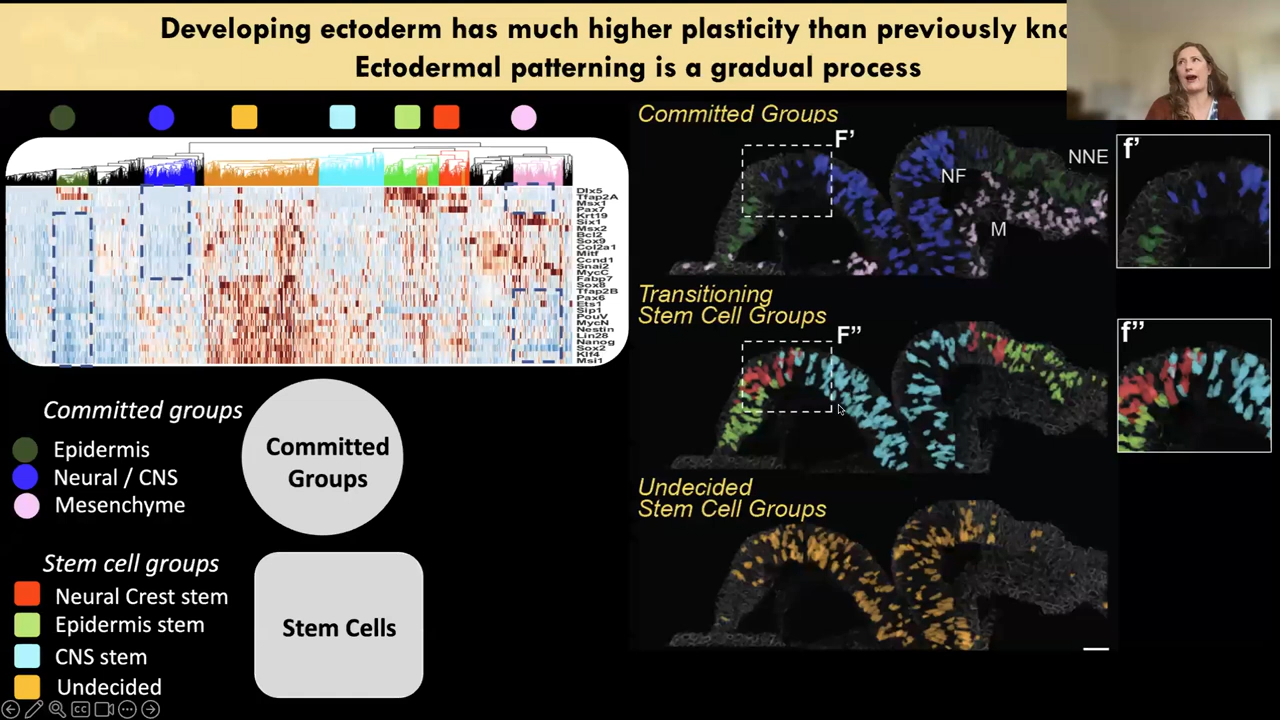 Developing ectoderm has much higher plasticity than previously
Ectodermal patterning is a gradual process
Dlx5
Tfap2A
Msx1
Pax7
Krt19
Six1
Msx2
Bcl2
Sox9
Col2a1
Mitf
Ccnd1
Snai2
MycC
Fabp7
Sox8
Tfap2B
Pax6
Ets1
Sip1
PouV
MycN
Nestin
Lin28
Nanog
Sox2
Klf4
Msi1
Committed groups
Epidermis
Neural / CNS
Mesenchyme
Committed
Groups
Stem cell groups
Neural Crest stem
Epidermis stem
CNS stem
Undecided
Stem Cells
Committed Groups
F'
NF
NNE
M
f'
Transitioning
Stem Cell Groups
F''
f''
Undecided
Stem Cell Groups
CC